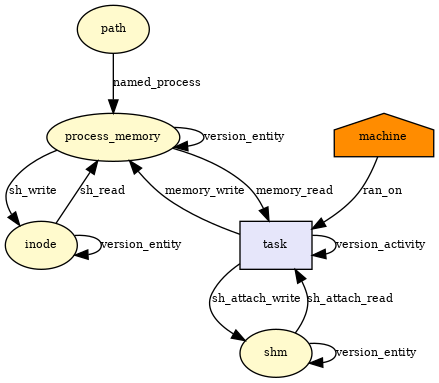 path
named_process
process_memory
version_entity
machine
sh_write
sh_read
memory_write
memory_read
ran_on
inode
version_entity
task
version_activity
sh_attach_write
sh_attach_read
shm
version_entity